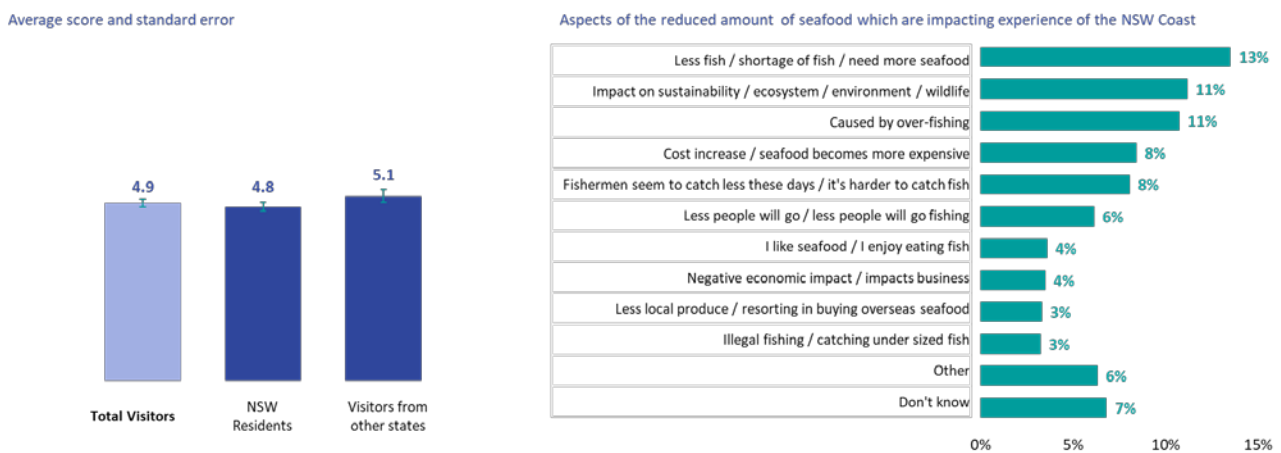 Average score and standard error
4.9
4.8
5.1
Total Visitors
NSW
Residents
Visitors from
other states
Aspects of the reduced amount of seafood which are impacting experience of the NSW Coast
Less fish / shortage of fish / need more seafood
13%
Impact on sustainability / ecosystem / environment / wildlife
11%
Caused by over-fishing
11%
Cost increase / seafood becomes more expensive
8%
Fishermen seem to catch less these days / it's harder to catch fish
8%
Less people will go / less people will go fishing
6%
I like seafood / I enjoy eating fish
4%
Negative economic impact / impacts business
4%
Less local produce / resorting in buying overseas seafood
3%
Illegal fishing / catching under sized fish
3%
Other
6%
Don't know
7%
0% 5% 10% 15%